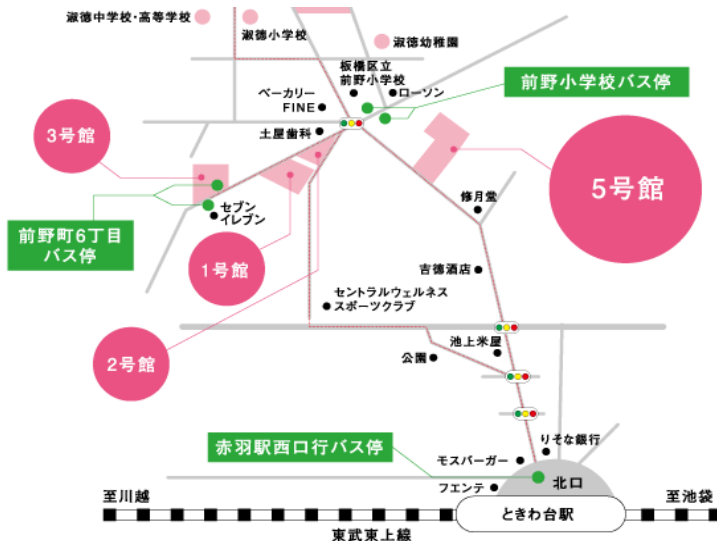 淑徳中学校・高等学校
淑徳小学校
淑徳幼稚園
板橋区立
前野小学校
ローソン
前野小学校バス停
ベーカリー
FINE
土屋歯科
3号館
5号館
セブン
イレブン
前野町6丁目
バス停
1号館
修月堂
吉徳酒店
セントラルウェルネス
スポーツクラブ
2号館
池上米屋
公園
赤羽駅西口行バス停
りそな銀行
モスバーガー
フエンテ
北口
至川越
至池袋
ときわ台駅
東武東上線